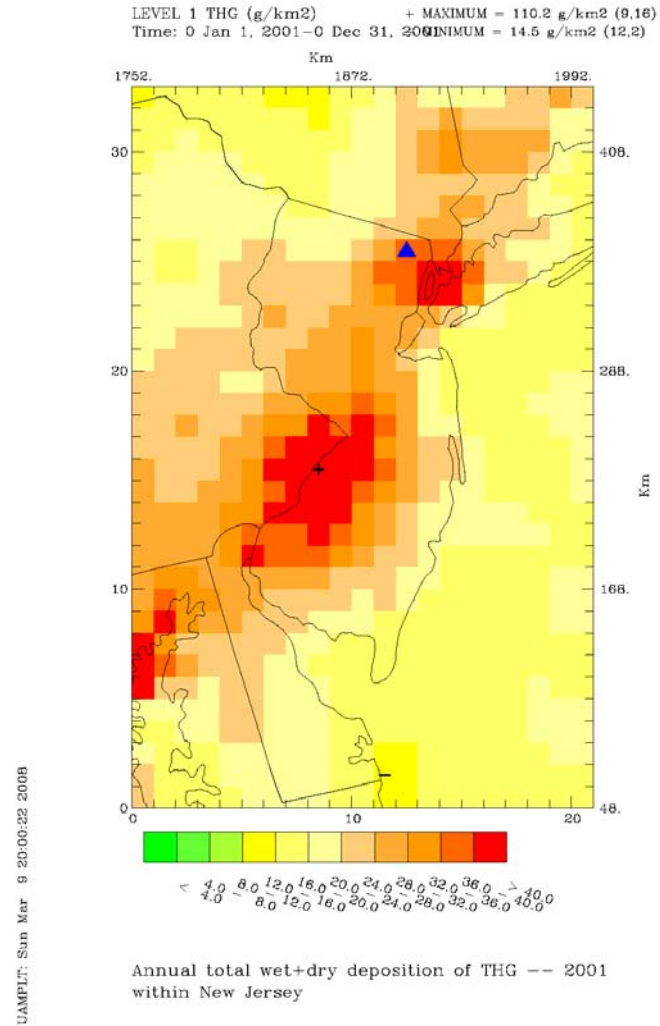 LEVEL 1 THG (g/km2) + MAXIMUM = 110.2 g/km2 (9,16)
Time: 0 Jan 1, 2001-0 Dec 31, 2001 - MINIMUM = 14.5 g/km2 (12,2)
Km
1752. 1872. 1992.
30 408.
20 288.
Km
10 168.
0 48.
0 10 20
< 4.0
4.0 - 8.0
8.0 - 12.0
12.0 - 16.0
16.0 - 20.0
20.0 - 24.0
24.0 - 28.0
28.0 - 32.0
32.0 - 36.0
36.0 - 40.0
> 40.0
UAMPLT: Sun Mar 9 20:00:22 2008
Annual total wet+dry deposition of THG -- 2001
within New Jersey